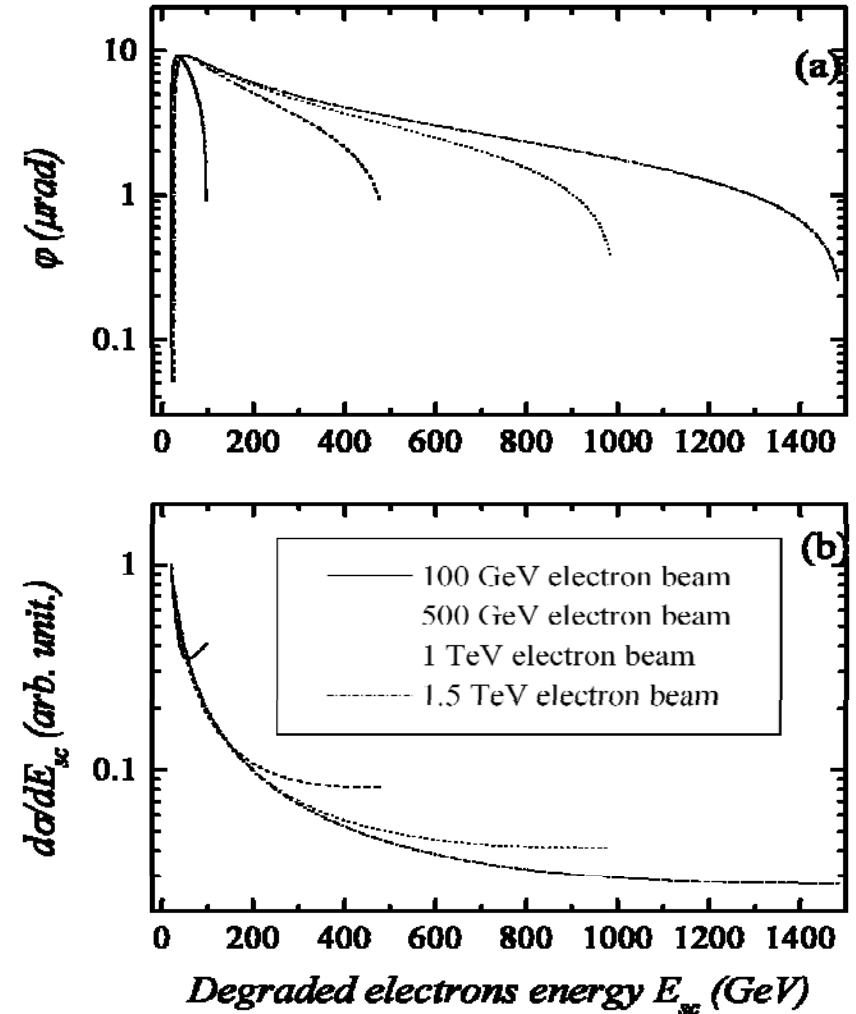 (a)
10
1
0.1
φ (μrad)
0 200 400 600 800 1000 1200 1400
(b)
1
0.1
dσ/dE_sc (arb. unit.)
100 GeV electron beam
500 GeV electron beam
1 TeV electron beam
1.5 TeV electron beam
0 200 400 600 800 1000 1200 1400
Degraded electrons energy E_sc (GeV)